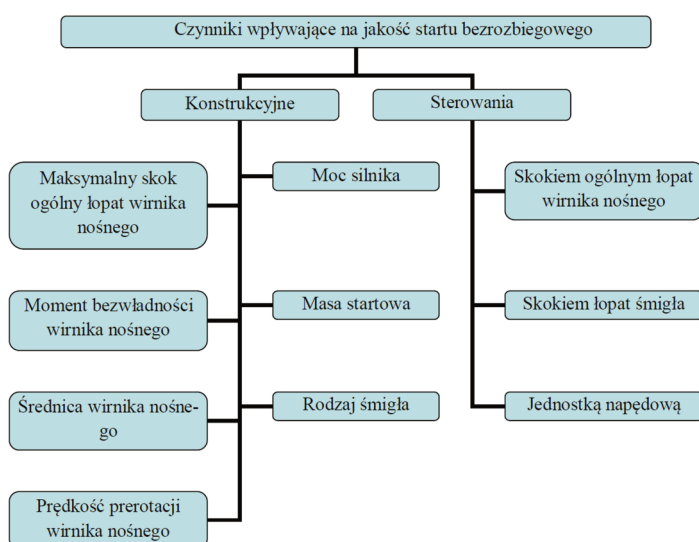 Czynniki wpływające na jakość startu bezrozbiegowego
Konstrukcyjne
Sterowania
Maksymalny skok
ogólny łopat wirnika
nośnego
Moment bezwładności
wirnika nośnego
Średnica wirnika nośne-
go
Prędkość prerotacji
wirnika nośnego
Moc silnika
Masa startowa
Rodzaj śmigła
Skokiem ogólnym łopat
wirnika nośnego
Skokiem łopat śmigła
Jednostką napędową